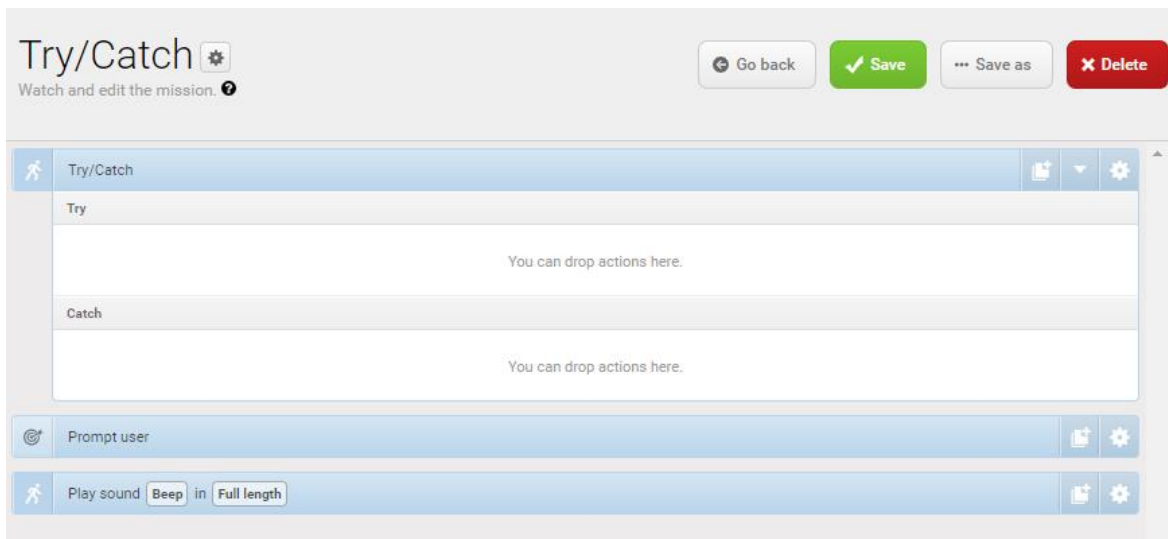 Try/Catch
Watch and edit the mission.
Go back
Save
Save as
Delete
Try/Catch
Try
You can drop actions here.
Catch
You can drop actions here.
Prompt user
Play sound Beep in Full length